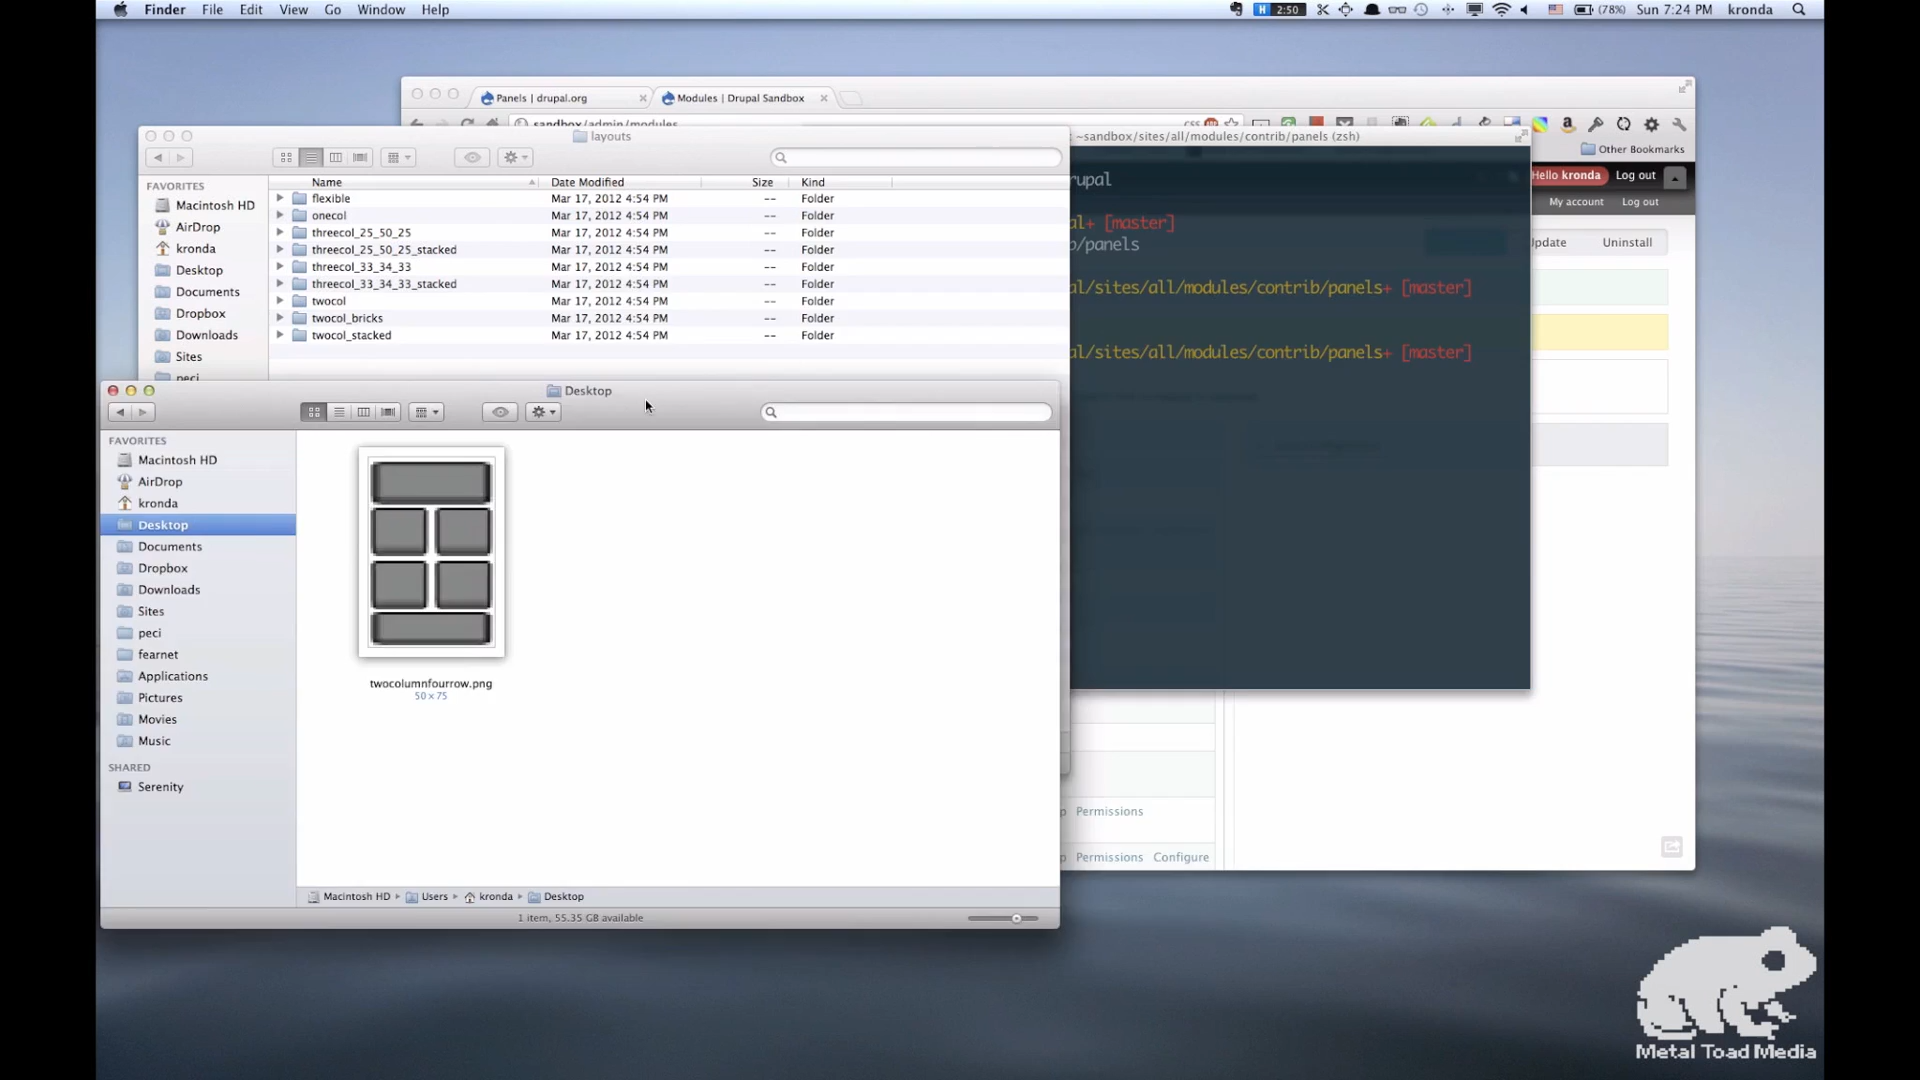 Finder File Edit View Go Window Help
2:50
(78%) Sun 7:24 PM kronda
Panels | drupal.org
Modules | Drupal Sandbox
sandbox/admin/modules
Other Bookmarks
Hello kronda Log out
My account Log out
Update Uninstall
Permissions
Permissions Configure
~sandbox/sites/all/modules/contrib/panels (zsh)
rupal
al+ [master]
b/panels
al/sites/all/modules/contrib/panels+ [master]
al/sites/all/modules/contrib/panels+ [master]
layouts
FAVORITES
Macintosh HD
AirDrop
kronda
Desktop
Documents
Dropbox
Downloads
Sites
peci
Name Date Modified Size Kind
flexible Mar 17, 2012 4:54 PM -- Folder
onecol Mar 17, 2012 4:54 PM -- Folder
threecol_25_50_25 Mar 17, 2012 4:54 PM -- Folder
threecol_25_50_25_stacked Mar 17, 2012 4:54 PM -- Folder
threecol_33_34_33 Mar 17, 2012 4:54 PM -- Folder
threecol_33_34_33_stacked Mar 17, 2012 4:54 PM -- Folder
twocol Mar 17, 2012 4:54 PM -- Folder
twocol_bricks Mar 17, 2012 4:54 PM -- Folder
twocol_stacked Mar 17, 2012 4:54 PM -- Folder
Desktop
FAVORITES
Macintosh HD
AirDrop
kronda
Desktop
Documents
Dropbox
Downloads
Sites
peci
fearnet
Applications
Pictures
Movies
Music
SHARED
Serenity
twocolumnfourrow.png
50×75
Macintosh HD Users kronda Desktop
1 item, 55.35 GB available
Metal Toad Media